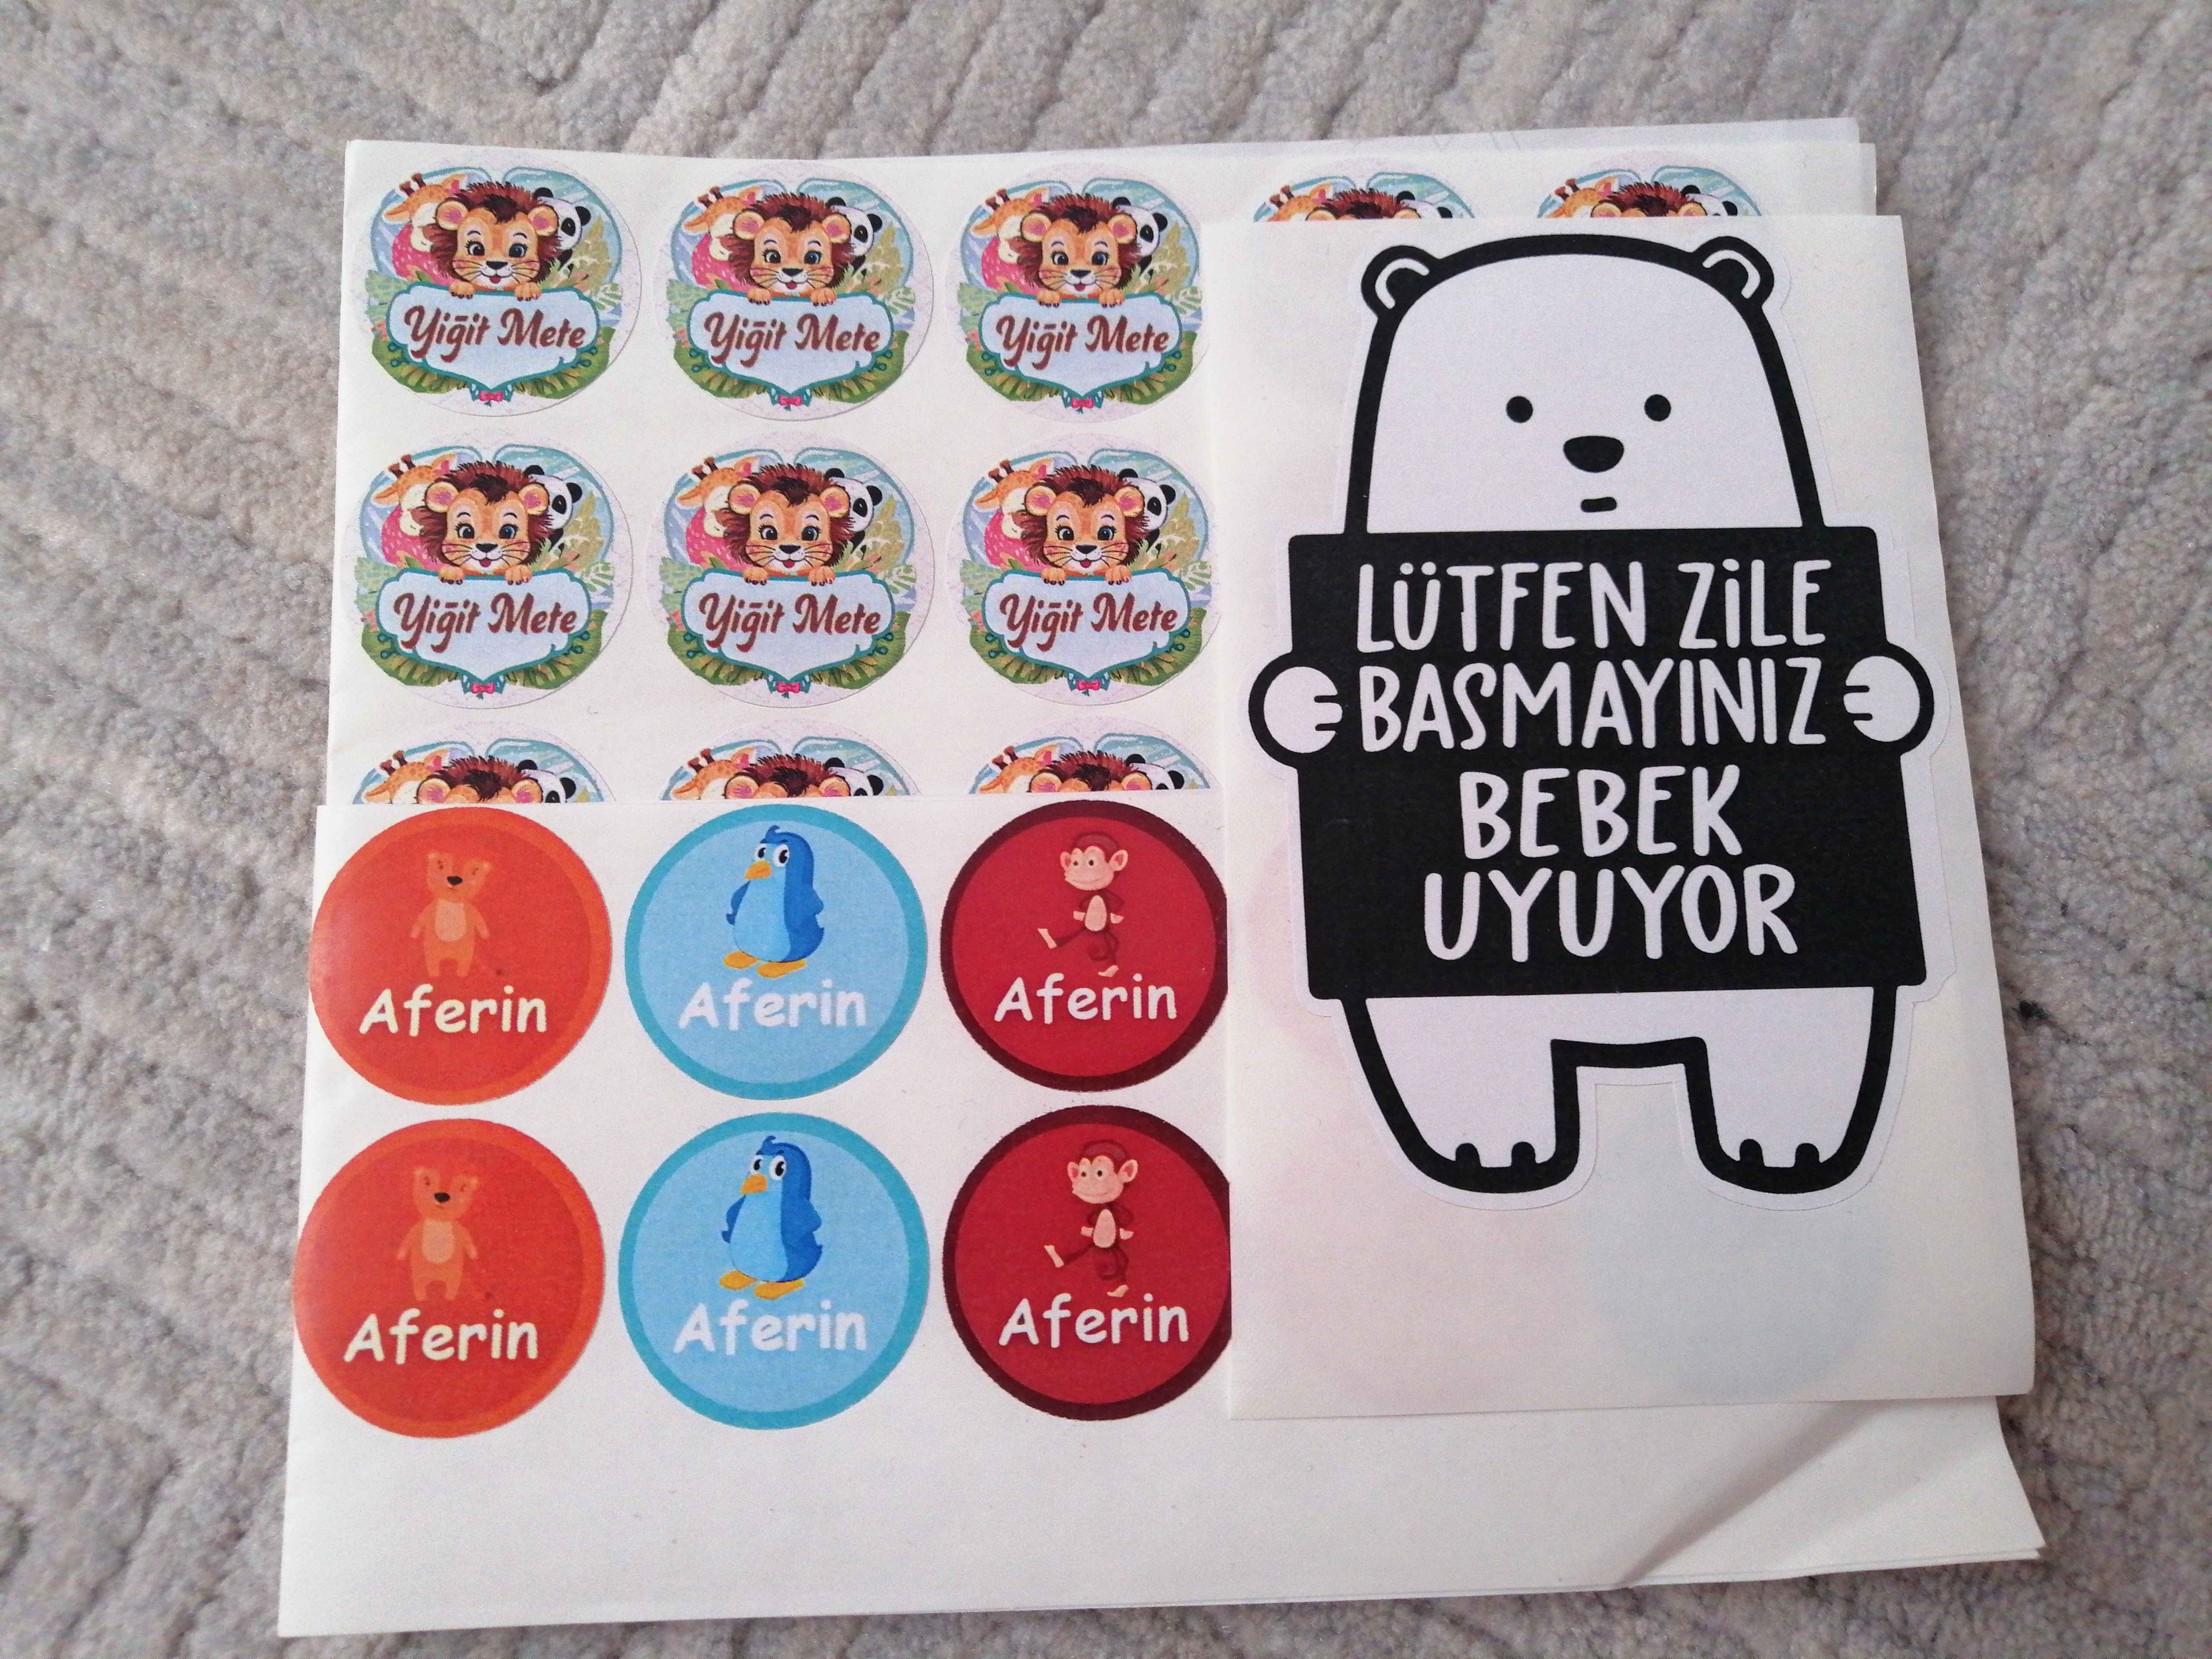 Yiğit Mete
Yiğit Mete
Yiğit Mete
Yiğit Mete
Yiğit Mete
Yiğit Mete
LÜTFEN ZİLE
BASMAYINIZ
BEBEK
UYUYOR
Aferin
Aferin
Aferin
Aferin
Aferin
Aferin